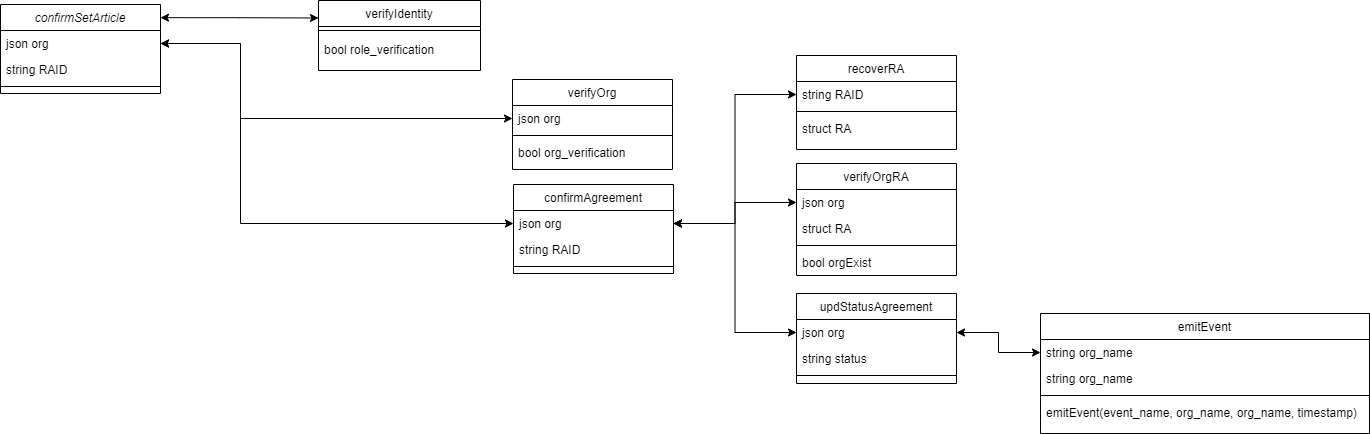 confirmSetArticle
json org
string RAID
verifyIdentity
bool role_verification
verifyOrg
json org
bool org_verification
confirmAgreement
json org
string RAID
recoverRA
string RAID
struct RA
verifyOrgRA
json org
struct RA
bool orgExist
updStatusAgreement
json org
string status
emitEvent
string org_name
string org_name
emitEvent(event_name, org_name, org_name, timestamp)